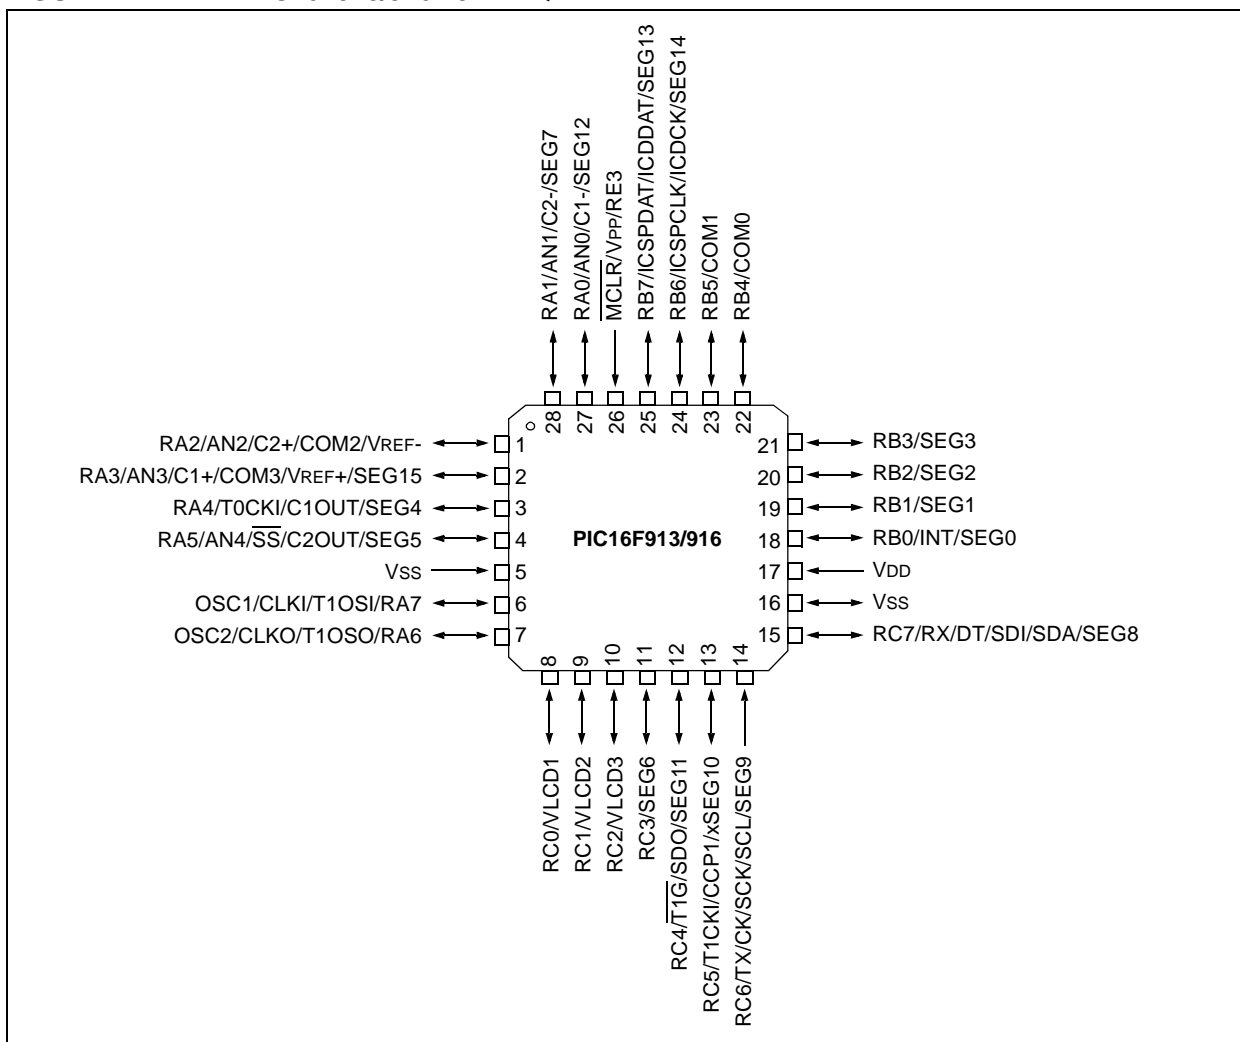 RA1/AN1/C2-/SEG7
RA0/AN0/C1-/SEG12
MCLR/VPP/RE3
RB7/ICSPDAT/ICDDAT/SEG13
RB6/ICSPCLK/ICDCK/SEG14
RB5/COM1
RB4/COM0
28
27
26
25
24
23
22
RA2/AN2/C2+/COM2/VREF-
1
RA3/AN3/C1+/COM3/VREF+/SEG15
2
RA4/T0CKI/C1OUT/SEG4
3
RA5/AN4/SS/C2OUT/SEG5
4
VSS
5
OSC1/CLKI/T1OSI/RA7
6
OSC2/CLKO/T1OSO/RA6
7
PIC16F913/916
21
RB3/SEG3
20
RB2/SEG2
19
RB1/SEG1
18
RB0/INT/SEG0
17
VDD
16
VSS
15
RC7/RX/DT/SDI/SDA/SEG8
8
9
10
11
12
13
14
RC0/VLCD1
RC1/VLCD2
RC2/VLCD3
RC3/SEG6
RC4/T1G/SDO/SEG11
RC5/T1CKI/CCP1/xSEG10
RC6/TX/CK/SCK/SCL/SEG9